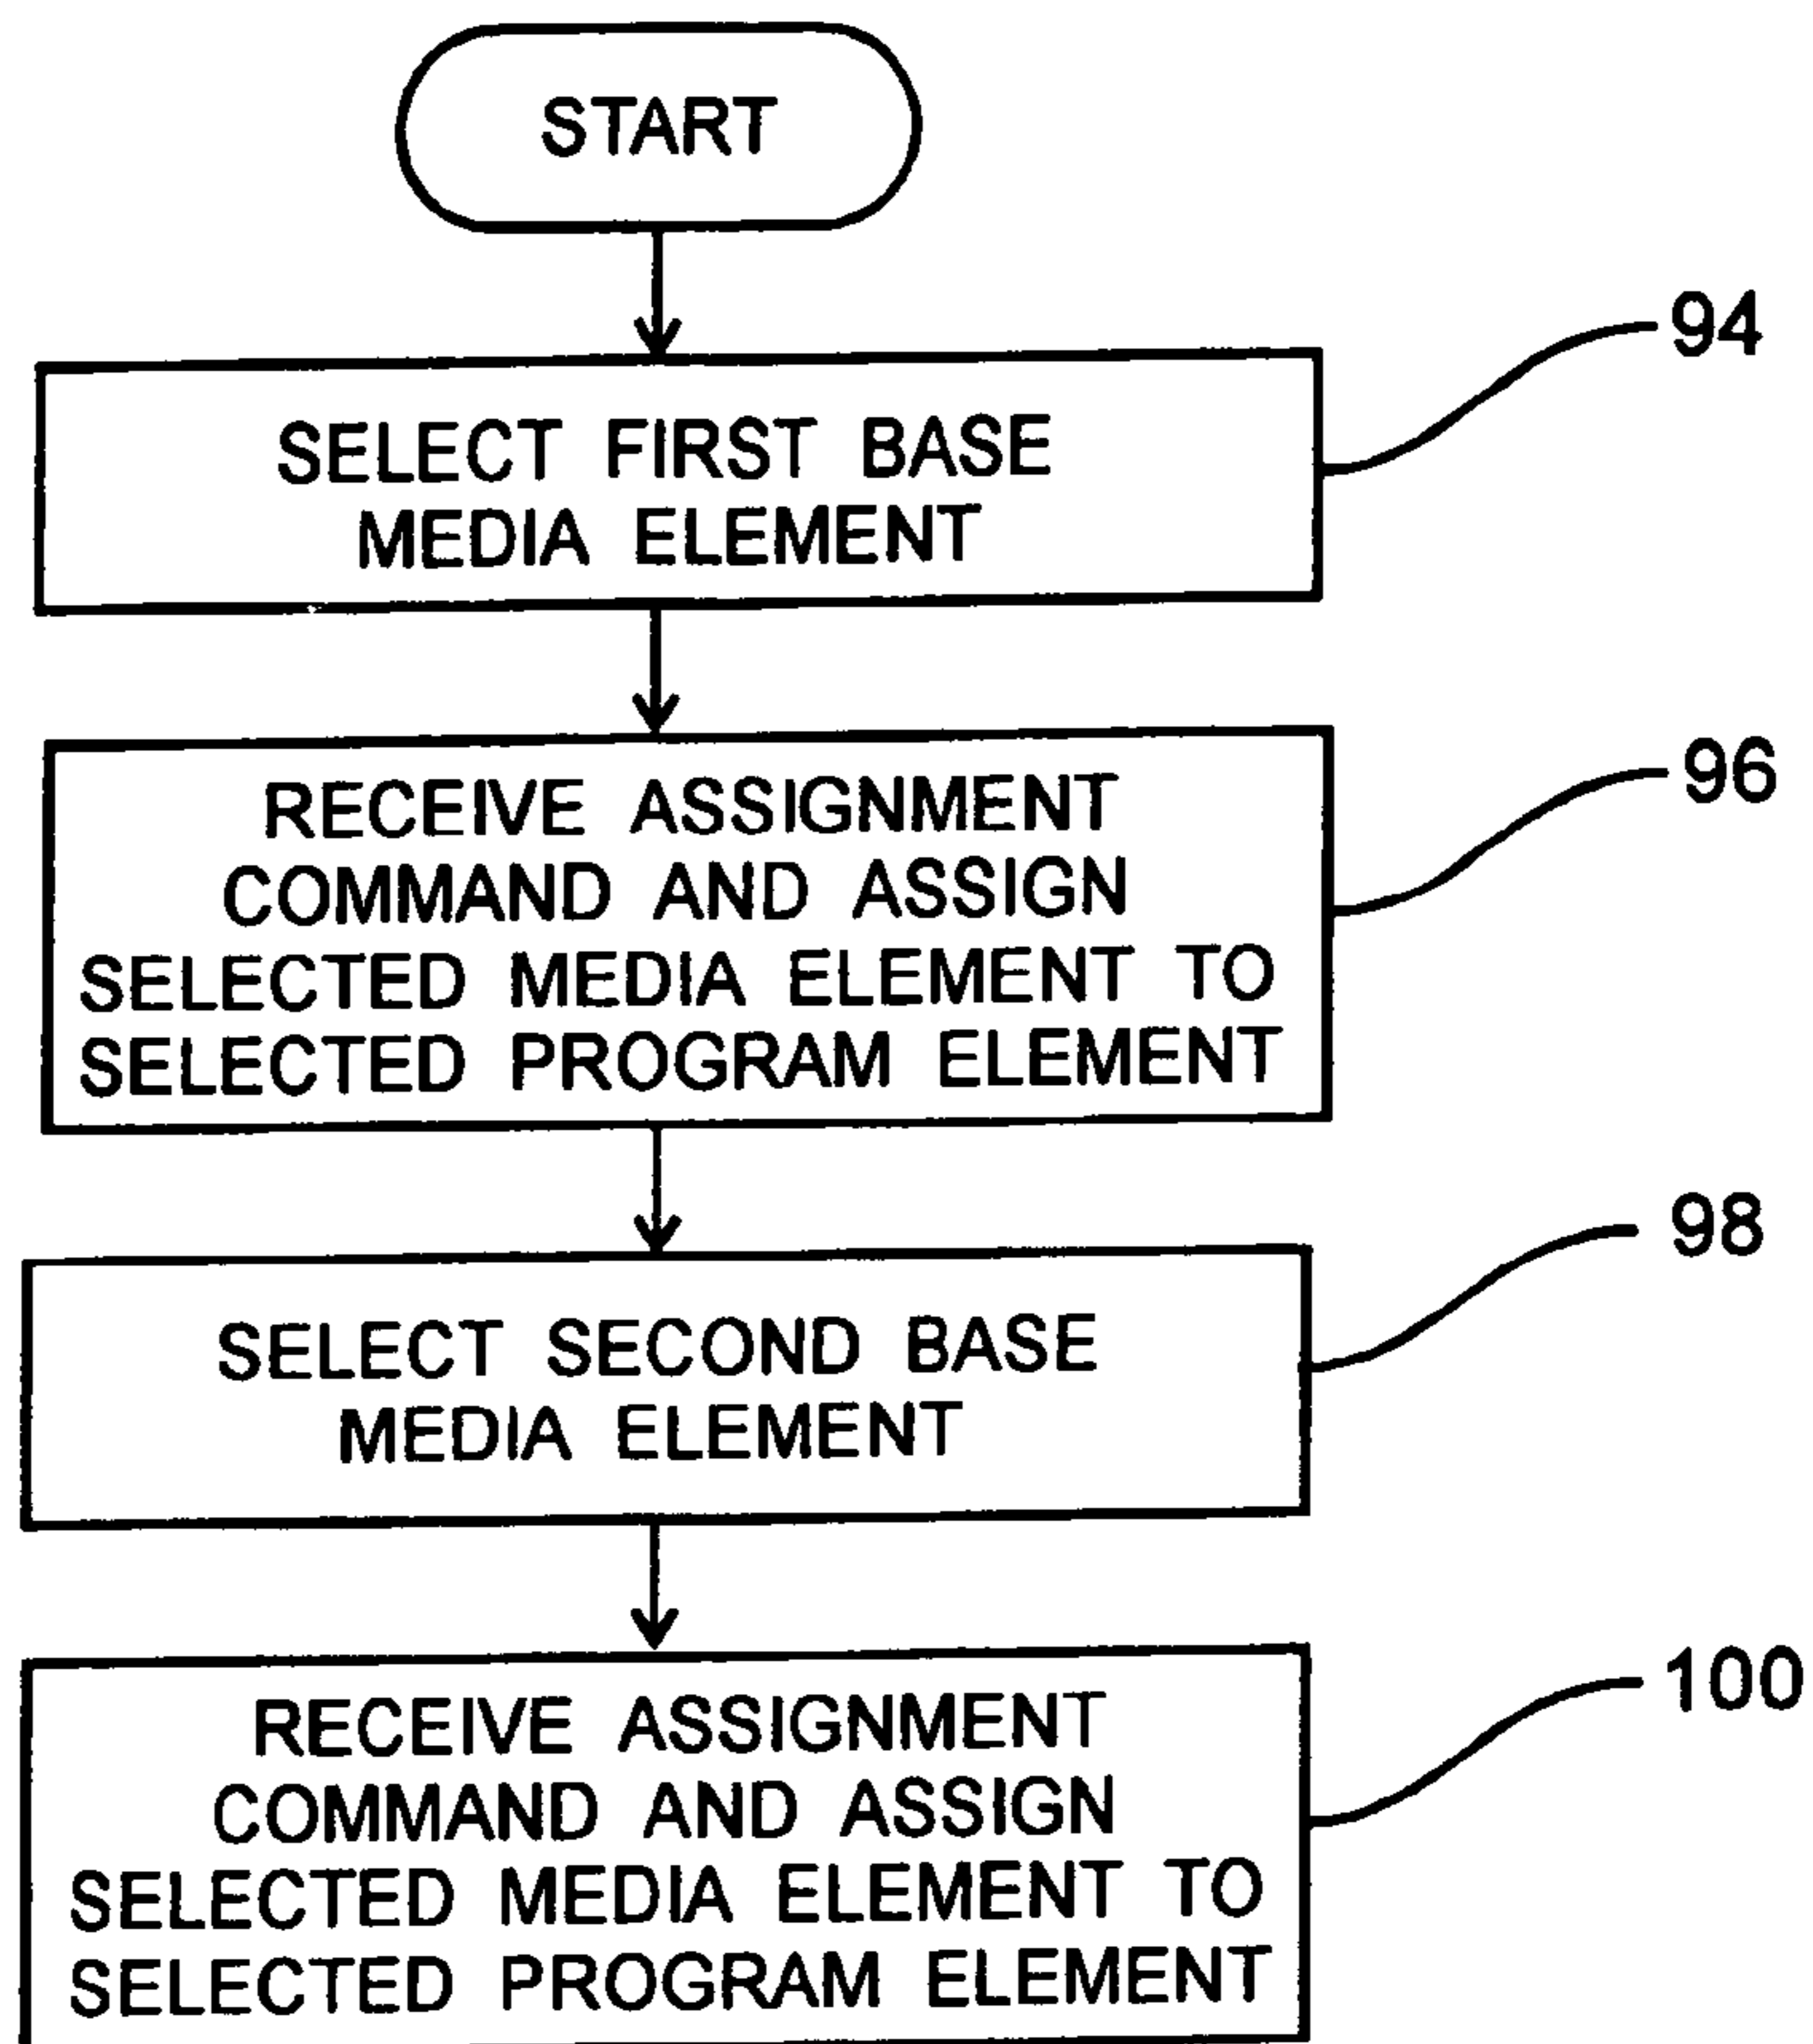 START
94
SELECT FIRST BASE
MEDIA ELEMENT
96
RECEIVE ASSIGNMENT
COMMAND AND ASSIGN
SELECTED MEDIA ELEMENT TO
SELECTED PROGRAM ELEMENT
98
SELECT SECOND BASE
MEDIA ELEMENT
100
RECEIVE ASSIGNMENT
COMMAND AND ASSIGN
SELECTED MEDIA ELEMENT TO
SELECTED PROGRAM ELEMENT